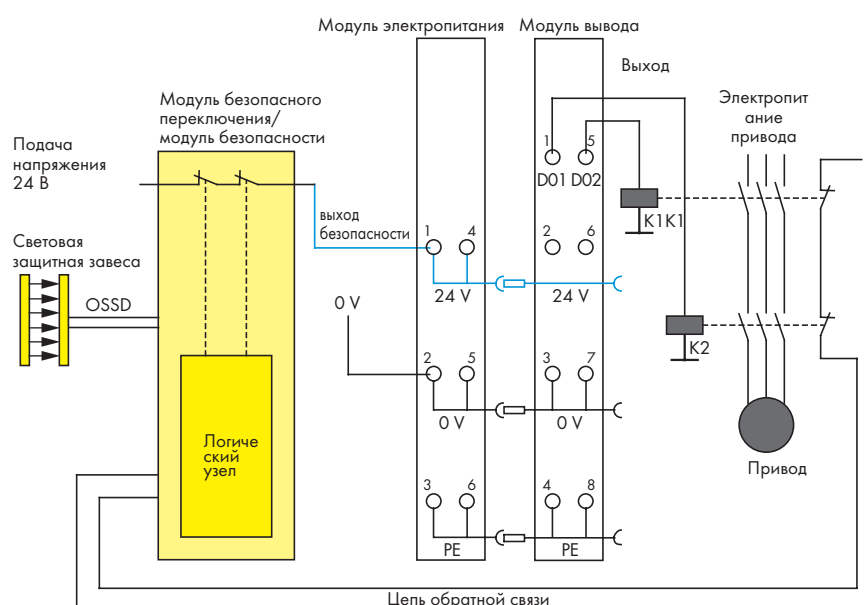 Модуль электропитания
Модуль вывода
Выход
Модуль безопасного
переключения/
модуль безопасности
Электропит
ание
привода
Подача
напряжения
24 В
1
5
D01 D02
K1K1
выход
безопасности
1
4
2
6
Световая
защитная завеса
OSSD
24 V
24 V
0 V
K2
2
5
3
7
0 V
0 V
Логиче
ский
узел
Привод
3
6
4
8
PE
PE
Цепь обратной связи